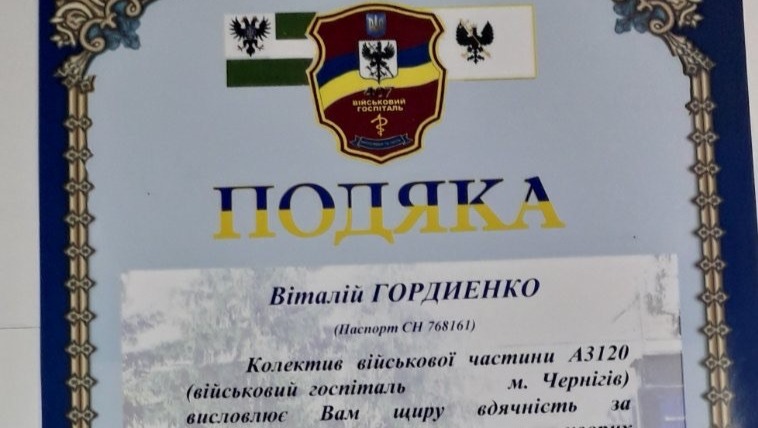 ВІЙСЬКОВИЙ
ГОСПІТАЛЬ
ПОДЯКА
Віталій ГОРДИЕНКО
(Паспорт СН 768161)
Колектив військової частини А3120
(військовий госпіталь м. Чернігів)
висловлює Вам щиру вдячність за